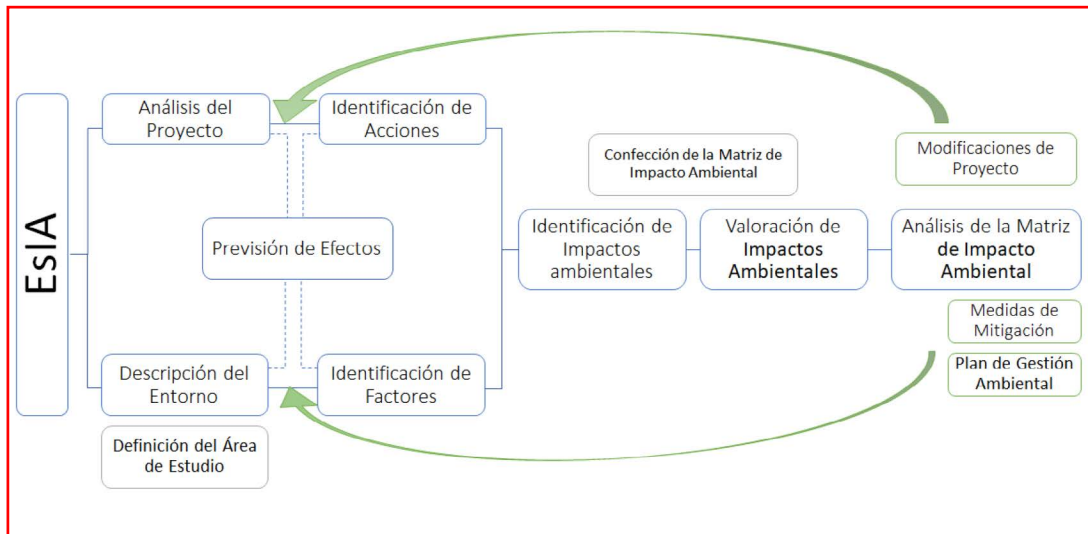 EsIA
Análisis del
Proyecto
Identificación de
Acciones
Previsión de Efectos
Descripción del
Entorno
Identificación de
Factores
Definición del Área
de Estudio
Confección de la Matriz de
Impacto Ambiental
Identificación de
Impactos
ambientales
Valoración de
Impactos
Ambientales
Modificaciones de
Proyecto
Análisis de la Matriz
de Impacto
Ambiental
Medidas de
Mitigación
Plan de Gestión
Ambiental